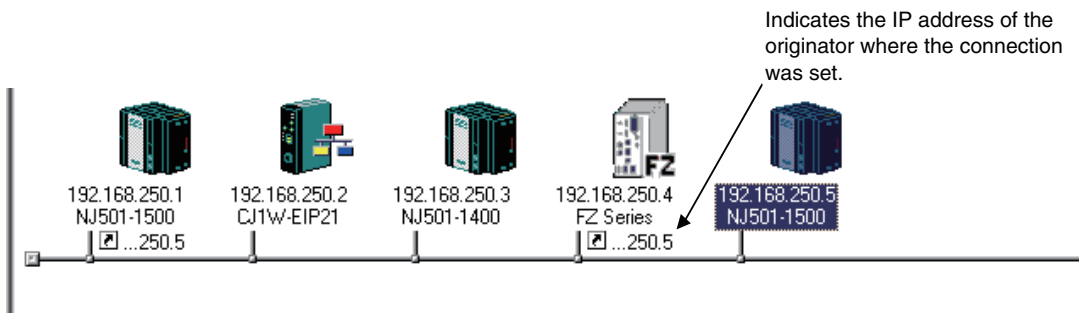 Indicates the IP address of the
originator where the connection
was set.
FZ
192.168.250.1
NJ501-1500
...250.5
192.168.250.2
CJ1W-EIP21
192.168.250.3
NJ501-1400
192.168.250.4
FZ Series
...250.5
192.168.250.5
NJ501-1500